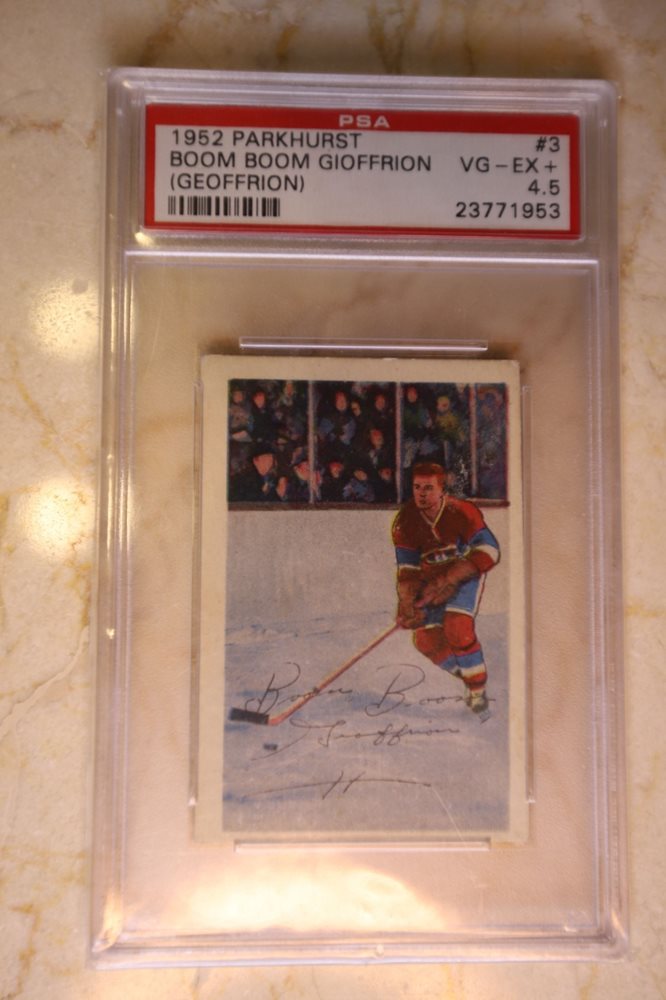 PSA
1952 PARKHURST #3
BOOM BOOM GIOFFRION VG-EX+
(GEOFFRION) 4.5
23771953
Boom Boom
Geoffrion